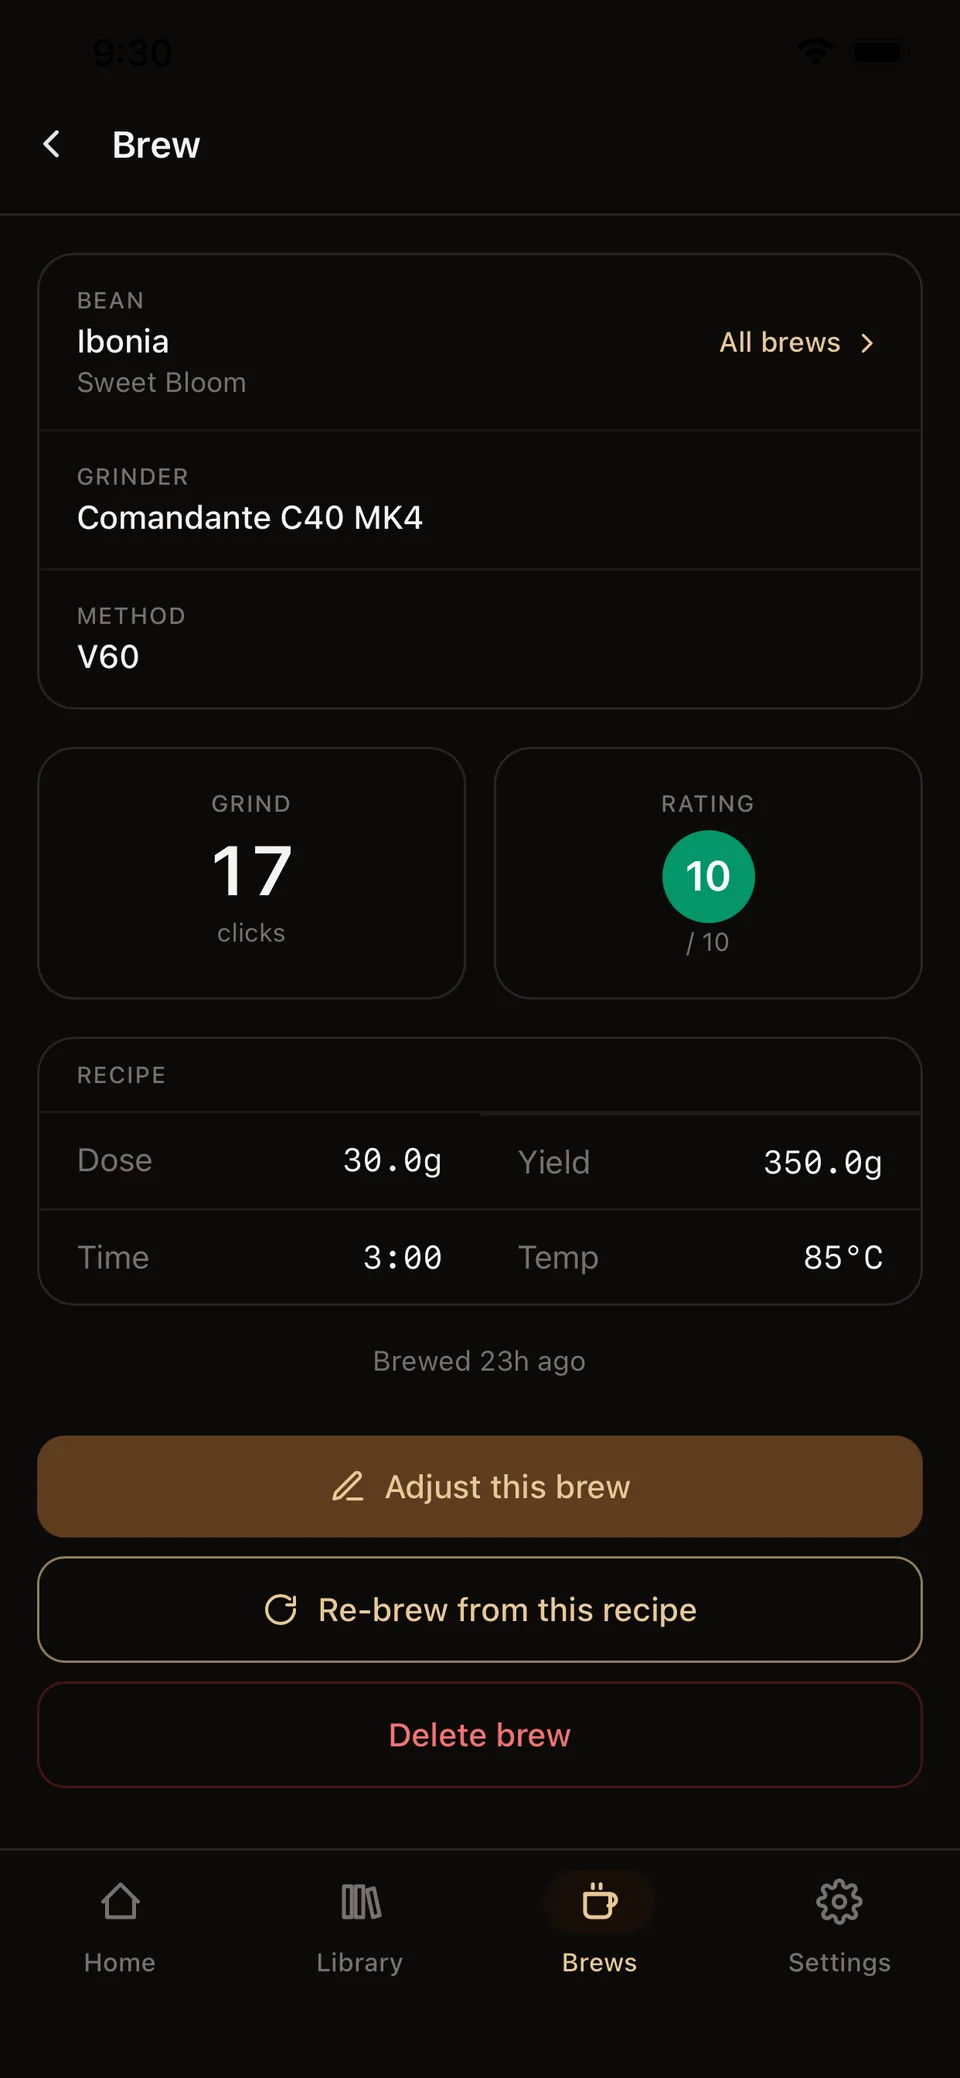 9:30
Brew
BEAN
Ibonia
Sweet Bloom
All brews
GRINDER
Comandante C40 MK4
METHOD
V60
GRIND
17
clicks
RATING
10
/ 10
RECIPE
Dose 30.0g Yield 350.0g
Time 3:00 Temp 85°C
Brewed 23h ago
Adjust this brew
Re-brew from this recipe
Delete brew
Home Library Brews Settings